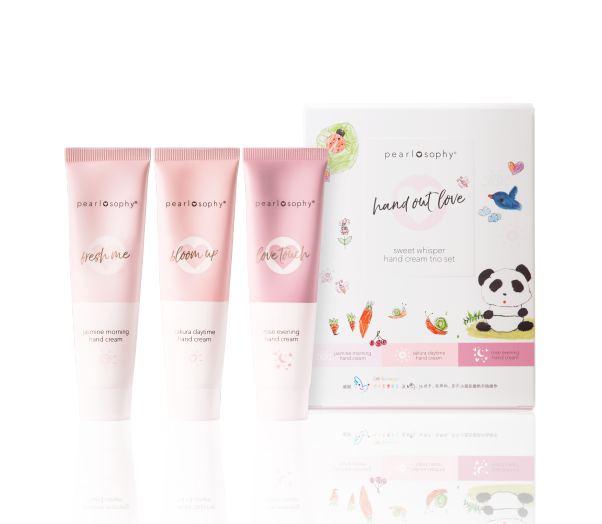 pearlosophy®
fresh me
jasmine morning
hand cream
pearlosophy®
bloom up
sakura daytime
hand cream
pearlosophy®
love touch
rose evening
hand cream
pearlosophy®
hand out love
sweet whisper
hand cream trio set
jasmine morning
hand cream
sakura daytime
hand cream
rose evening
hand cream